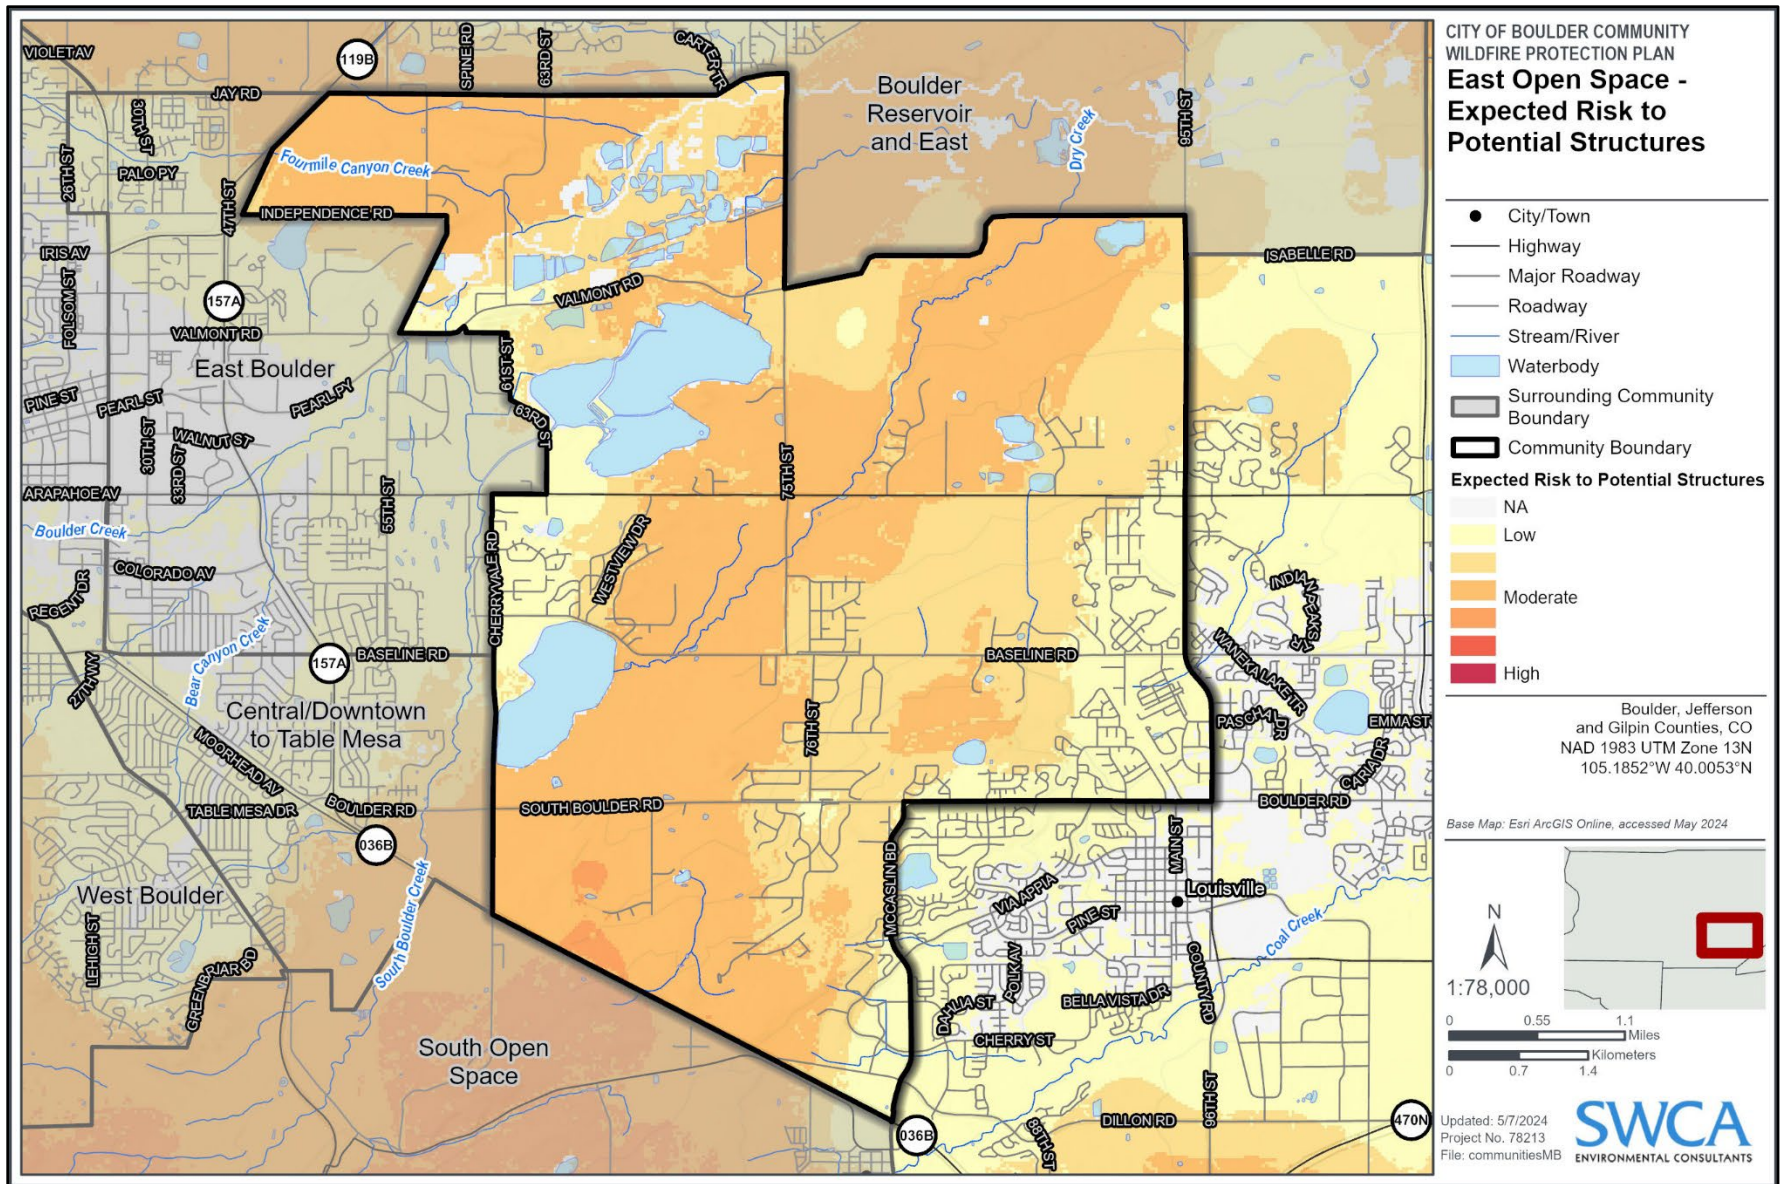 CITY OF BOULDER COMMUNITY
WILDFIRE PROTECTION PLAN
East Open Space -
Expected Risk to
Potential Structures
City/Town
Highway
Major Roadway
Roadway
Stream/River
Waterbody
Surrounding Community
Boundary
Community Boundary
Expected Risk to Potential Structures
NA
Low
Moderate
High
Boulder, Jefferson
and Gilpin Counties, CO
NAD 1983 UTM Zone 13N
105.1852°W 40.0053°N
Base Map: Esri ArcGIS Online, accessed May 2024
N
1:78,000
0 0.55 1.1
Miles
Kilometers
0 0.7 1.4
Updated: 5/7/2024
Project No. 78213
File: communitiesMB
SWCA
ENVIRONMENTAL CONSULTANTS
VIOLET AV
119B
SPINE RD
63RD ST
CARTER TR
JAY RD
30TH ST
26TH ST
PALO PY
47TH ST
Fourmile Canyon Creek
INDEPENDENCE RD
Boulder
Reservoir
and East
Dry Creek
95TH ST
IRIS AV
FOLSOM ST
157A
VALMONT RD
VALMONT RD
ISABELLE RD
East Boulder
61ST ST
PINE ST
PEARL ST
PEARL PY
63RD ST
30TH ST
33RD ST
WALNUT ST
55TH ST
75TH ST
ARAPAHOE AV
Boulder Creek
COLORADO AV
REGENT DR
CHERRYVALE RD
WESTVIEW DR
INDIAN PEAKS TR
Bear Canyon Creek
157A
BASELINE RD
BASELINE RD
WANEKA LAKE TR
27TH WY
Central/Downtown
to Table Mesa
76TH ST
PASCHAL DR
EMMA ST
CARIA DR
MOORHEAD AV
TABLE MESA DR
BOULDER RD
SOUTH BOULDER RD
BOULDER RD
036B
MCCASLIN BD
MAIN ST
VIA APPIA
Louisville
PINE ST
West Boulder
LEHIGH ST
South Boulder Creek
GREENBRIAR BD
POLK AV
COUNTY RD
Coal Creek
DAHLIA ST
BELLA VISTA DR
CHERRY ST
South Open
Space
036B
88TH ST
96TH ST
DILLON RD
470N